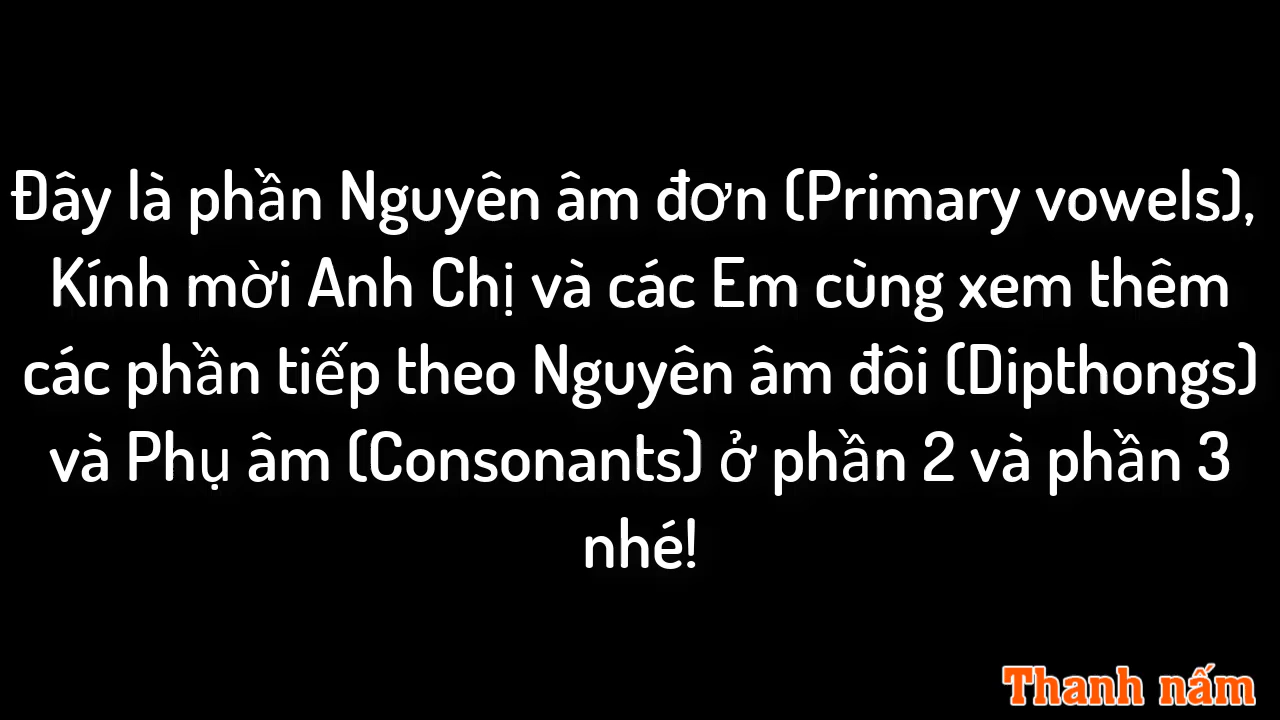 Đây là phần Nguyên âm đơn (Primary vowels),
Kính mời Anh Chị và các Em cùng xem thêm
các phần tiếp theo Nguyên âm đôi (Dipthongs)
và Phụ âm (Consonants) ở phần 2 và phần 3
nhé!
Thanh nấm